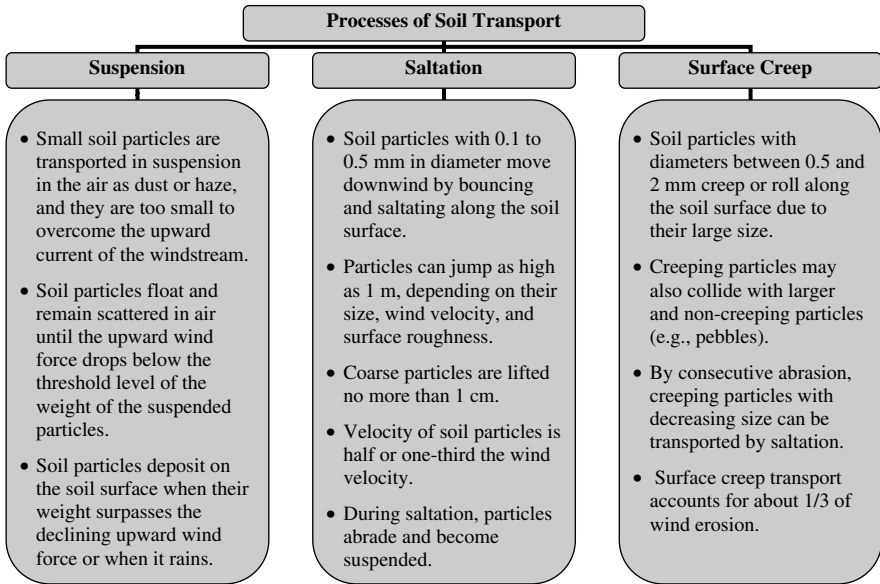 Processes of Soil Transport
Suspension
Saltation
Surface Creep
• Small soil particles are
transported in suspension
in the air as dust or haze,
and they are too small to
overcome the upward
current of the windstream.
• Soil particles float and
remain scattered in air
until the upward wind
force drops below the
threshold level of the
weight of the suspended
particles.
• Soil particles deposit on
the soil surface when their
weight surpasses the
declining upward wind
force or when it rains.
• Soil particles with 0.1 to
0.5 mm in diameter move
downwind by bouncing
and saltating along the soil
surface.
• Particles can jump as high
as 1 m, depending on their
size, wind velocity, and
surface roughness.
• Coarse particles are lifted
no more than 1 cm.
• Velocity of soil particles is
half or one-third the wind
velocity.
• During saltation, particles
abrade and become
suspended.
• Soil particles with
diameters between 0.5 and
2 mm creep or roll along
the soil surface due to
their large size.
• Creeping particles may
also collide with larger
and non-creeping particles
(e.g., pebbles).
• By consecutive abrasion,
creeping particles with
decreasing size can be
transported by saltation.
• Surface creep transport
accounts for about 1/3 of
wind erosion.